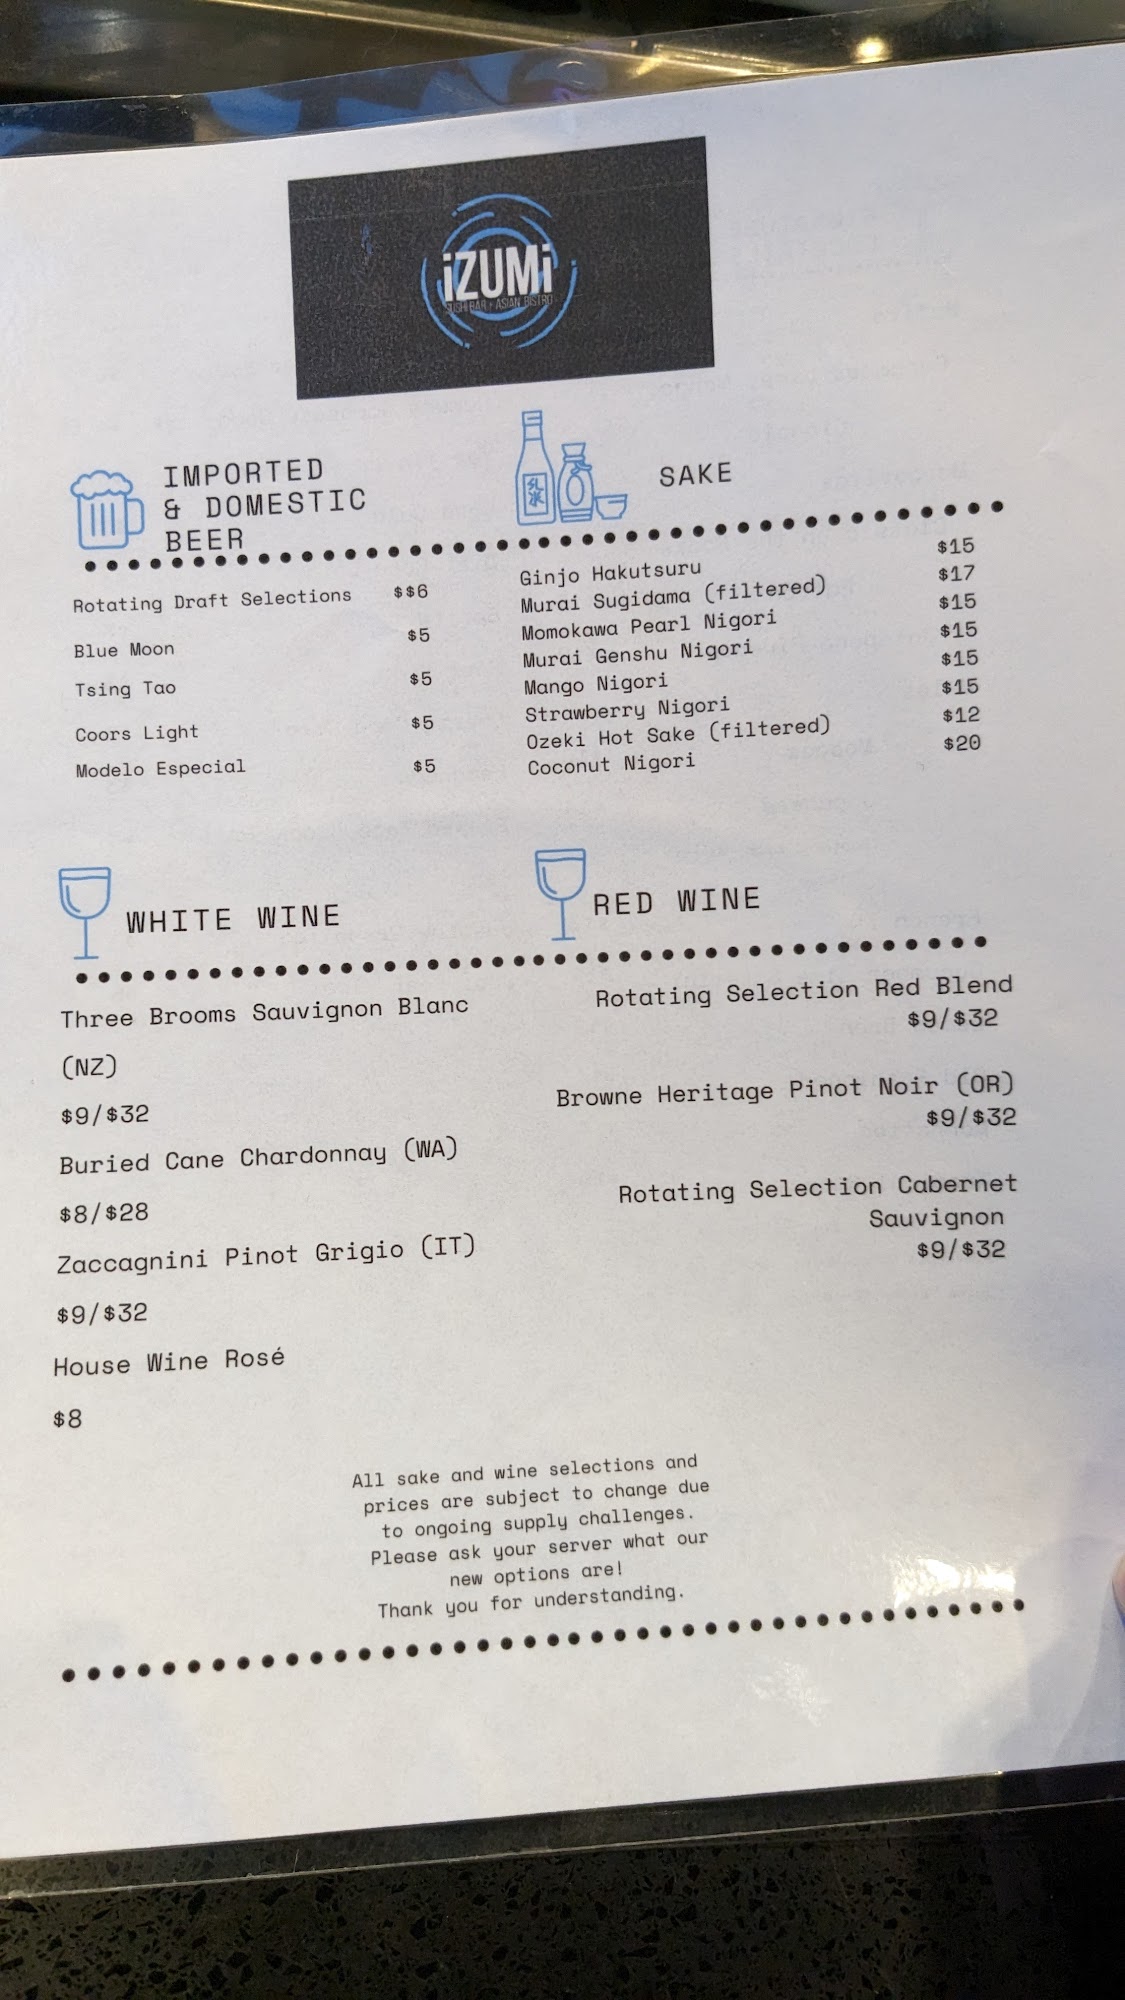 iZUMi
SUSHI BAR + ASIAN BISTRO
IMPORTED
& DOMESTIC
BEER
Rotating Draft Selections $$6
Blue Moon $5
Tsing Tao $5
Coors Light $5
Modelo Especial $5
SAKE
Ginjo Hakutsuru $15
Murai Sugidama (filtered) $17
Momokawa Pearl Nigori $15
Murai Genshu Nigori $15
Mango Nigori $15
Strawberry Nigori $15
Ozeki Hot Sake (filtered) $12
Coconut Nigori $20
WHITE WINE
Three Brooms Sauvignon Blanc
(NZ)
$9/$32
Buried Cane Chardonnay (WA)
$8/$28
Zaccagnini Pinot Grigio (IT)
$9/$32
House Wine Rosé
$8
RED WINE
Rotating Selection Red Blend
$9/$32
Browne Heritage Pinot Noir (OR)
$9/$32
Rotating Selection Cabernet
Sauvignon
$9/$32
All sake and wine selections and
prices are subject to change due
to ongoing supply challenges.
Please ask your server what our
new options are!
Thank you for understanding.